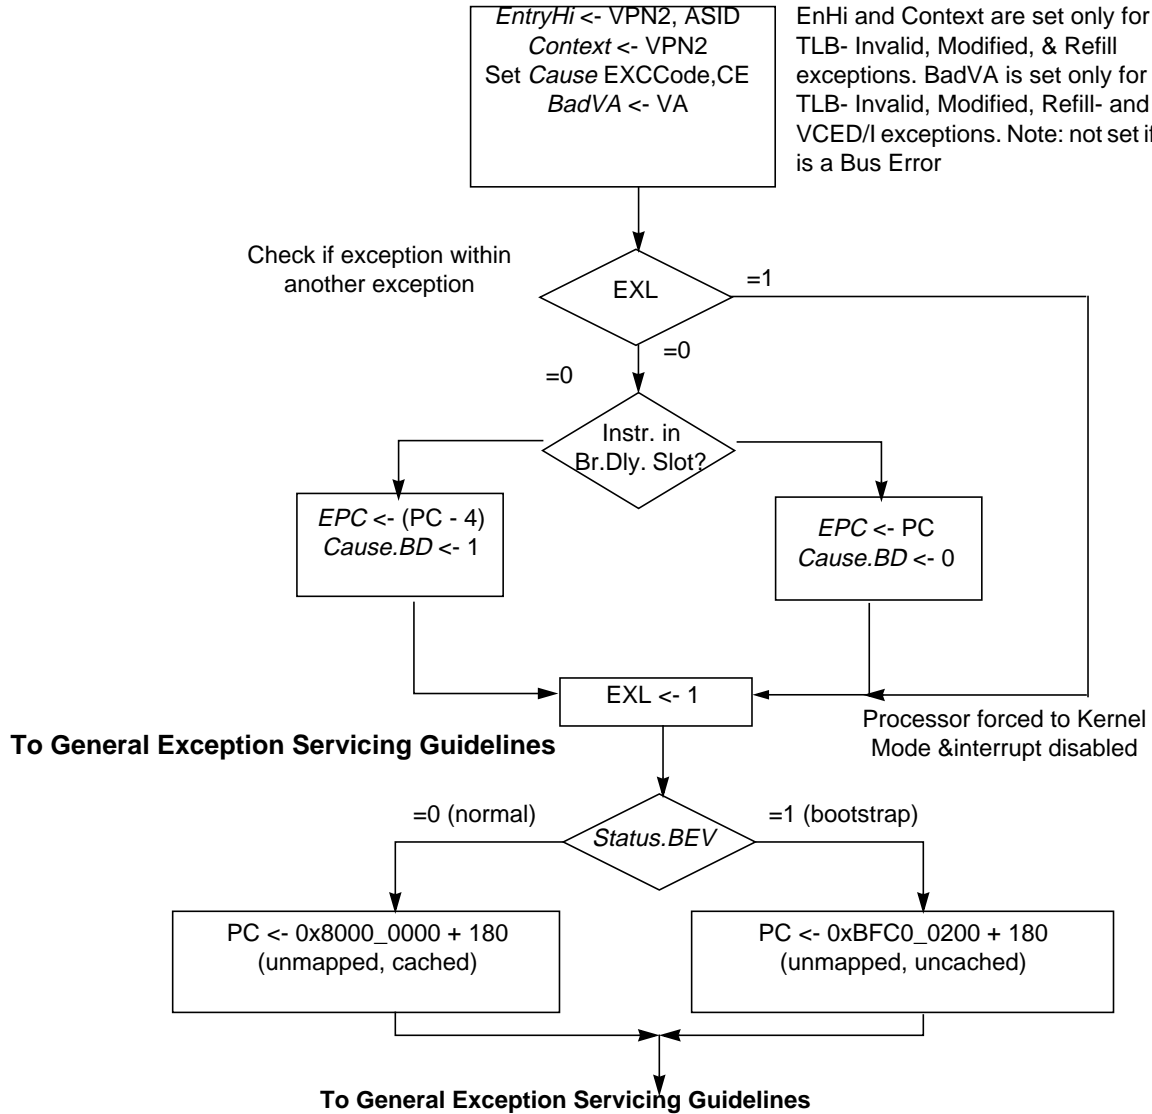 EntryHi <- VPN2, ASID
Context <- VPN2
Set Cause EXCCode,CE
BadVA <- VA
EnHi and Context are set only for
TLB- Invalid, Modified, & Refill
exceptions. BadVA is set only for
TLB- Invalid, Modified, Refill- and
VCED/I exceptions. Note: not set if
is a Bus Error
Check if exception within
another exception
EXL
=1
=0
=0
Instr. in
Br.Dly. Slot?
EPC <- (PC - 4)
Cause.BD <- 1
EPC <- PC
Cause.BD <- 0
EXL <- 1
Processor forced to Kernel
Mode &interrupt disabled
To General Exception Servicing Guidelines
=0 (normal)
=1 (bootstrap)
Status.BEV
PC <- 0x8000_0000 + 180
(unmapped, cached)
PC <- 0xBFC0_0200 + 180
(unmapped, uncached)
To General Exception Servicing Guidelines